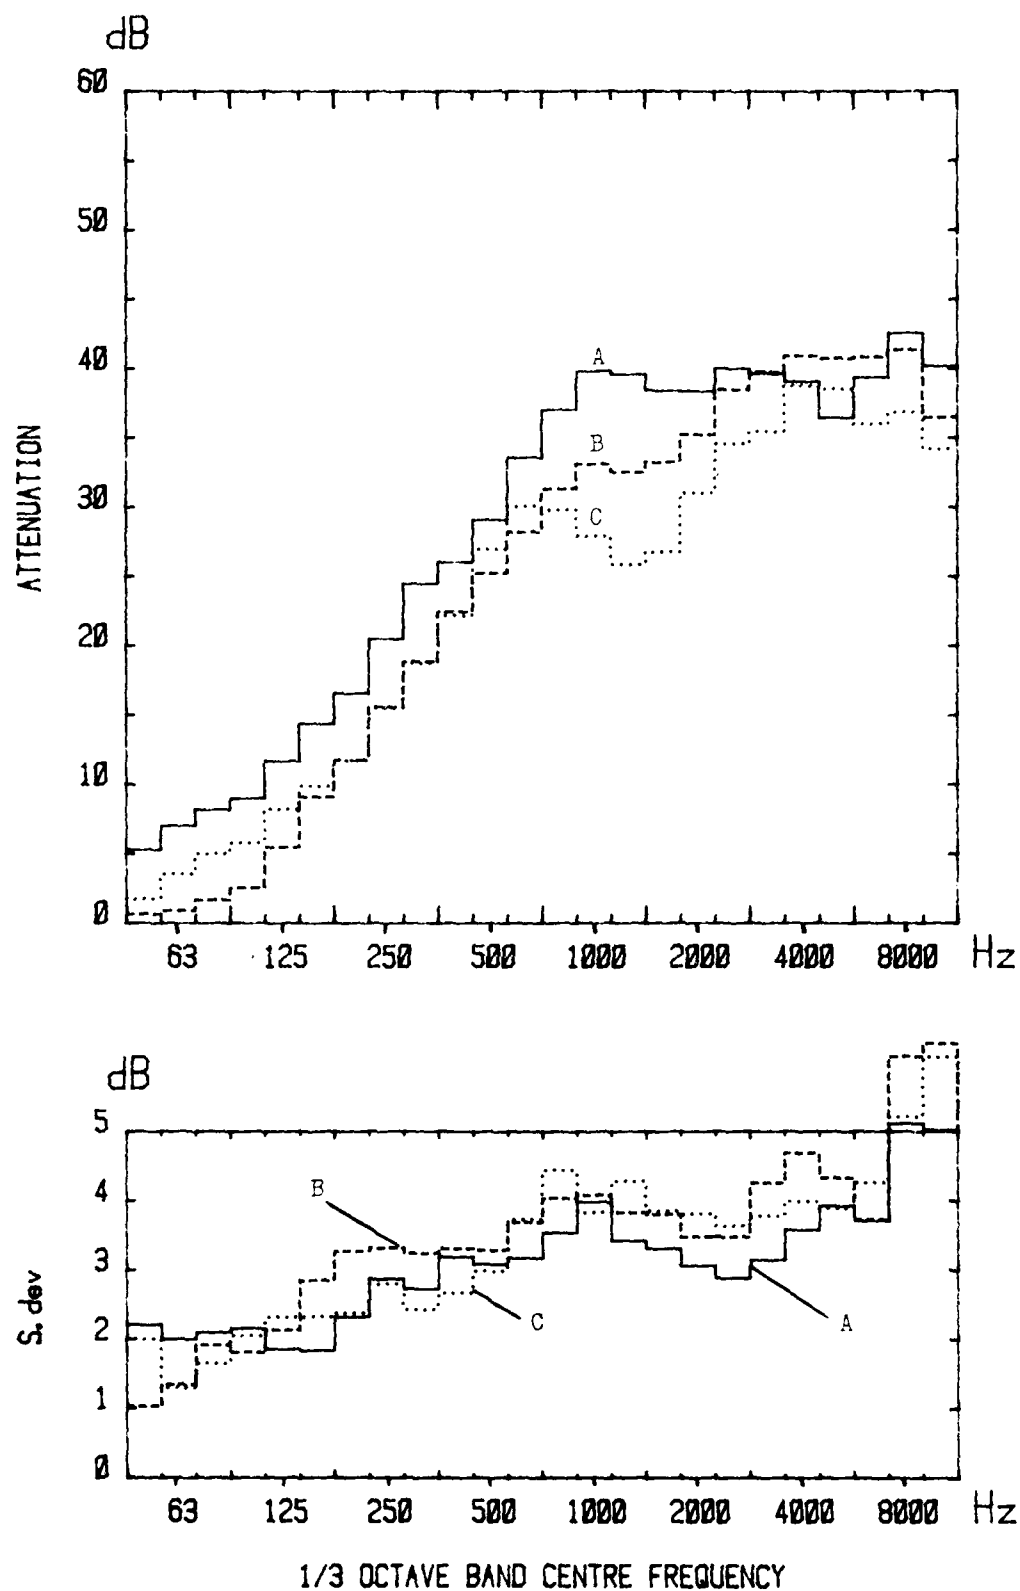 dB
60
50
40
30
20
10
0
ATTENUATION
A
B
C
63 125 250 500 1000 2000 4000 8000 Hz
dB
5
4
3
2
1
0
S. dev
B
C
A
63 125 250 500 1000 2000 4000 8000 Hz
1/3 OCTAVE BAND CENTRE FREQUENCY